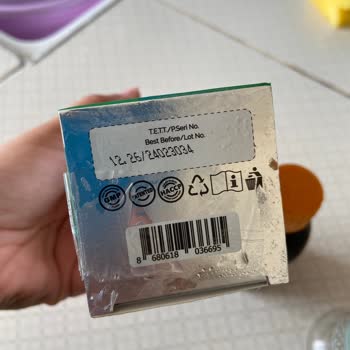 T.E.T.T./P.Seri No.
Best Before/Lot No.
12.26/24023034
GMP HACCP
8 680618 036695